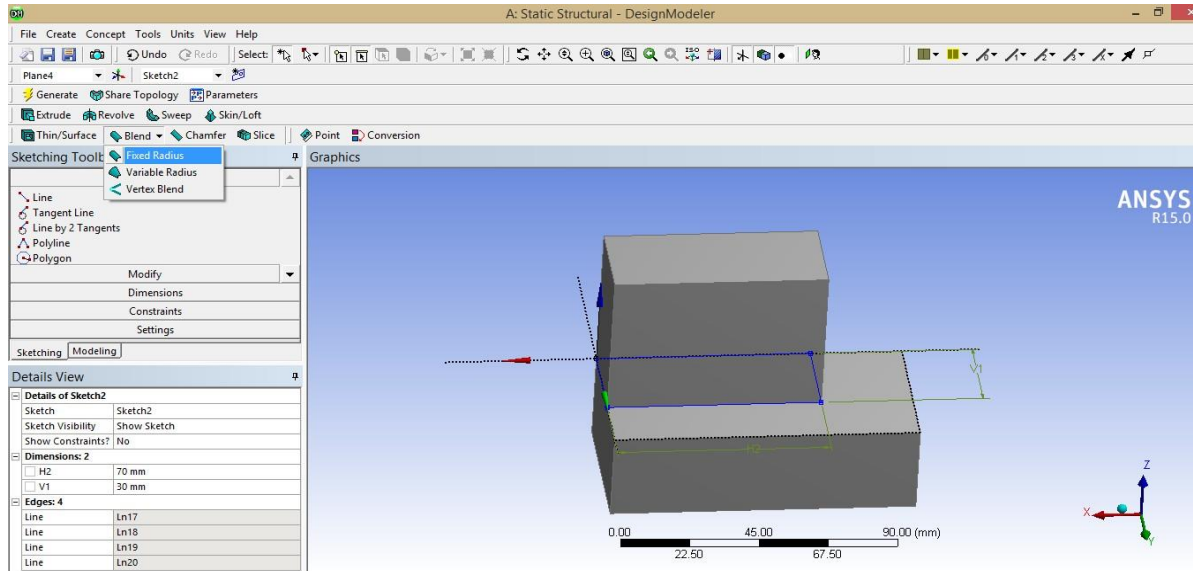 A: Static Structural - DesignModeler
File Create Concept Tools Units View Help
Undo Redo Select: ISO
Plane4 Sketch2
Generate Share Topology Parameters
Extrude Revolve Sweep Skin/Loft
Thin/Surface Blend Chamfer Slice Point Conversion
Sketching Toolb Graphics
Fixed Radius
Variable Radius
Vertex Blend
Line
Tangent Line
Line by 2 Tangents
Polyline
Polygon
Modify
Dimensions
Constraints
Settings
Sketching Modeling
Details View
Details of Sketch2
Sketch Sketch2
Sketch Visibility Show Sketch
Show Constraints? No
Dimensions: 2
H2 70 mm
V1 30 mm
Edges: 4
Line Ln17
Line Ln18
Line Ln19
Line Ln20
ANSYS
R15.0
V1
H2
0.00 45.00 90.00 (mm)
22.50 67.50
Z
X
Y